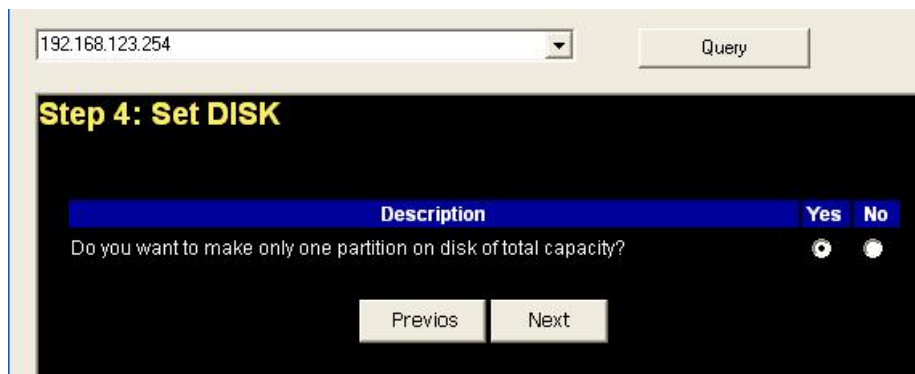 192.168.123.254 Query
Step 4: Set DISK
Description Yes No
Do you want to make only one partition on disk of total capacity?
Previos Next